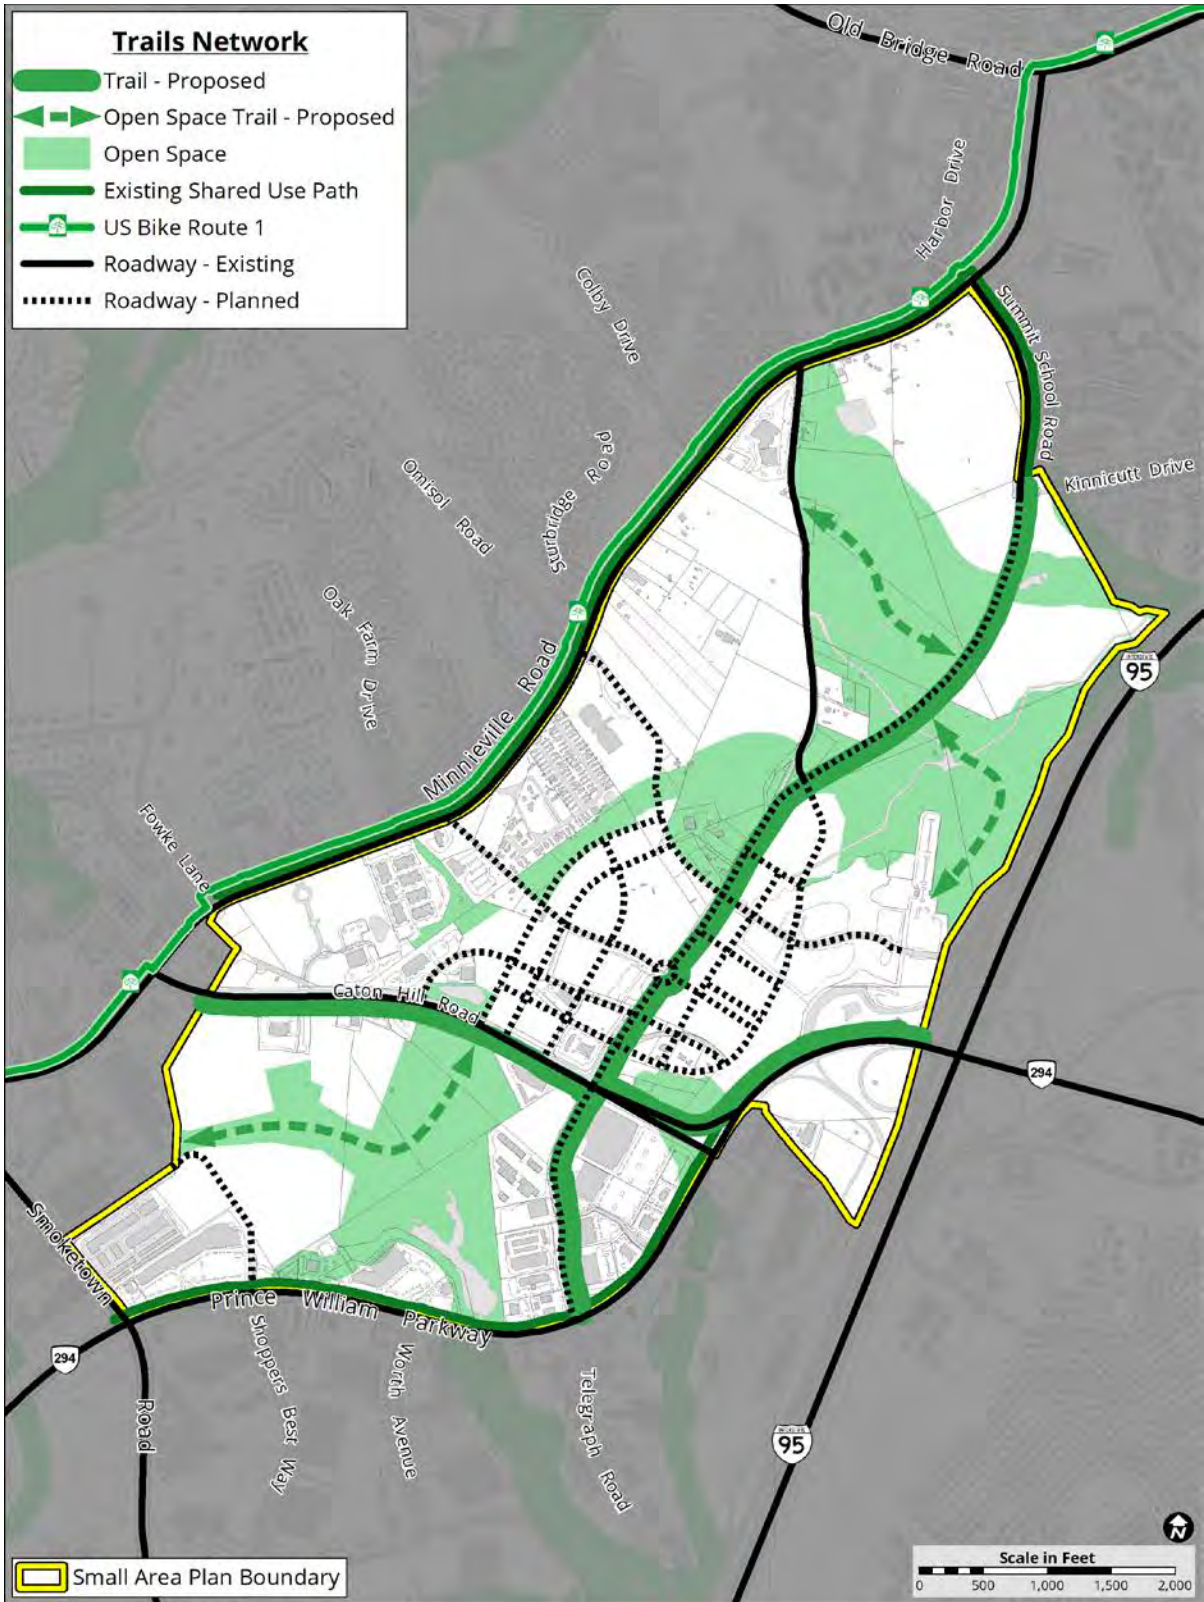 Trails Network
Trail - Proposed
Open Space Trail - Proposed
Open Space
Existing Shared Use Path
US Bike Route 1
Roadway - Existing
Roadway - Planned
Old Bridge Road
Harbor Drive
Summit School Road
Kinnicutt Drive
Colby Drive
Sturbridge Road
Omisol Road
Oak Farm Drive
Minnieville Road
Fowke Lane
95
Caton Hill Road
294
Smoketown
Road
Prince William Parkway
294
Shoppers Best Way
Worth Avenue
Telegraph Road
95
N
Small Area Plan Boundary
Scale in Feet
0 500 1,000 1,500 2,000